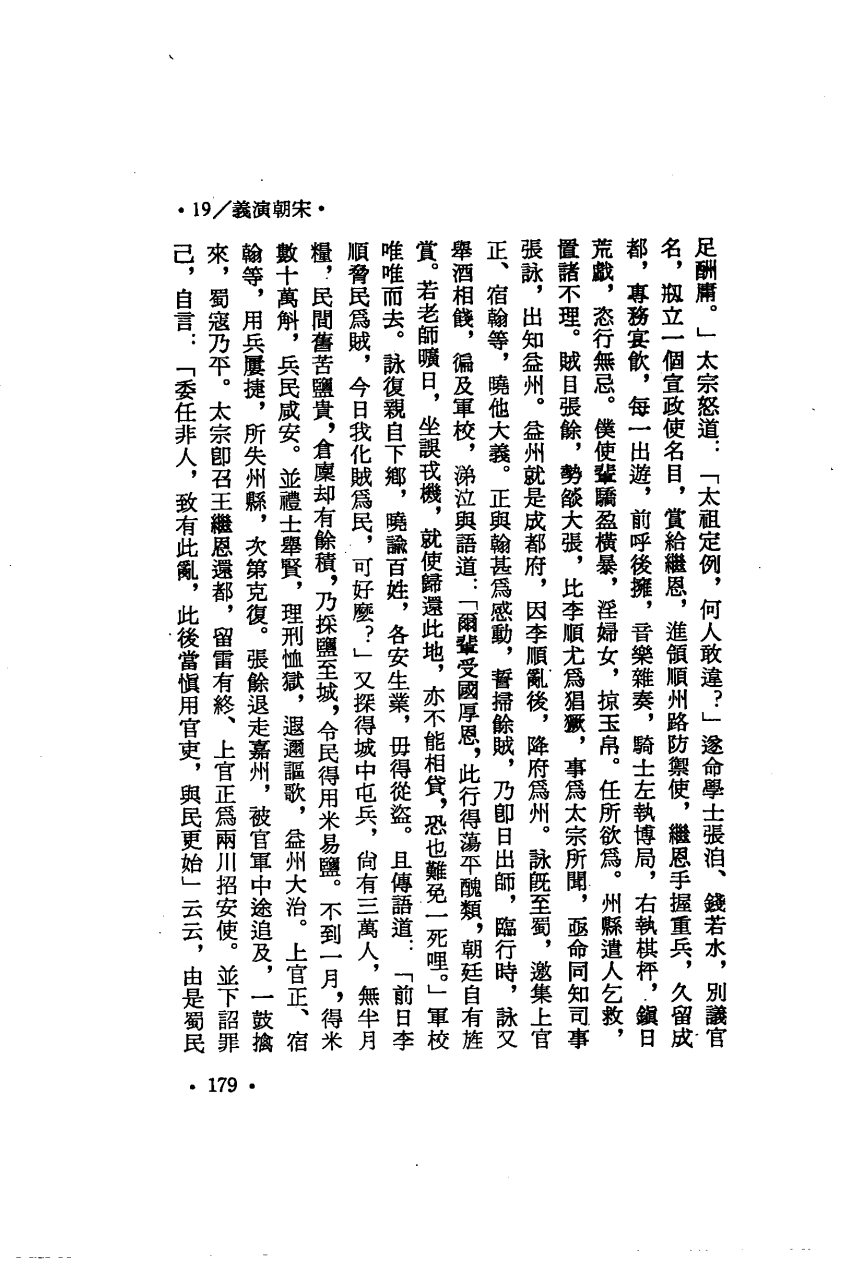 •19/義演朝宋•
足酬庸。」太宗怒道：「太祖定例，何人敢違？」遂命學士張洎、錢若水，別議官
名，刱立一個宣政使名目，賞給繼恩，進領順州路防禦使，繼恩手握重兵，久留成
都，專務宴飲，每一出遊，前呼後擁，音樂雜奏，騎士左執博局，右執棋枰，鎭日
荒戲，恣行無忌。僕使輩驕盈橫暴，淫婦女，掠玉帛。任所欲爲。州縣遣人乞救，
置諸不理。賊目張餘，勢燄大張，比李順尤爲猖獗，事爲太宗所聞，亟命同知司事
張詠，出知益州。益州就是成都府，因李順亂後，降府爲州。詠旣至蜀，邀集上官
正、宿翰等，曉他大義。正與翰甚爲感動，誓掃餘賊，乃卽日出師，臨行時，詠又
舉酒相餞，徧及軍校，涕泣與語道：「爾輩受國厚恩，此行得蕩平醜類，朝廷自有旌
賞。若老師曠日，坐誤戎機，就使歸還此地，亦不能相貸，恐也難免一死哩。」軍校
唯唯而去。詠復親自下鄉，曉諭百姓，各安生業，毋得從盜。且傳語道：「前日李
順脅民爲賊，今日我化賊爲民，可好麼？」又探得城中屯兵，尙有三萬人，無半月
糧，民間舊苦鹽貴，倉廩却有餘積，乃採鹽至城，令民得用米易鹽。不到一月，得米
數十萬斛，兵民咸安。並禮士舉賢，理刑恤獄，遐邇謳歌，益州大治。上官正、宿
翰等，用兵屢捷，所失州縣，次第克復。張餘退走嘉州，被官軍中途追及，一鼓擒
來，蜀寇乃平。太宗卽召王繼恩還都，留雷有終、上官正爲兩川招安使。並下詔罪
己，自言：「委任非人，致有此亂，此後當愼用官吏，與民更始」云云，由是蜀民
•179•